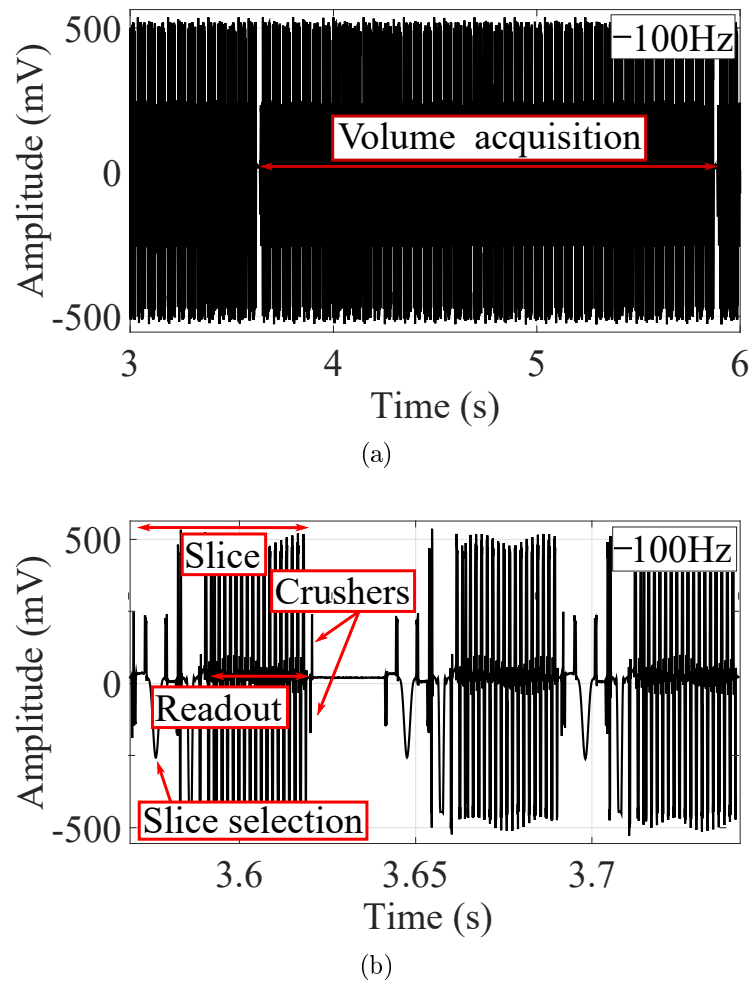 500
−100Hz
Volume acquisition
Amplitude (mV)
0
-500
3 4 5 6
Time (s)
(a)
500
−100Hz
Slice
Crushers
Amplitude (mV)
0
Readout
Slice selection
-500
3.6 3.65 3.7
Time (s)
(b)